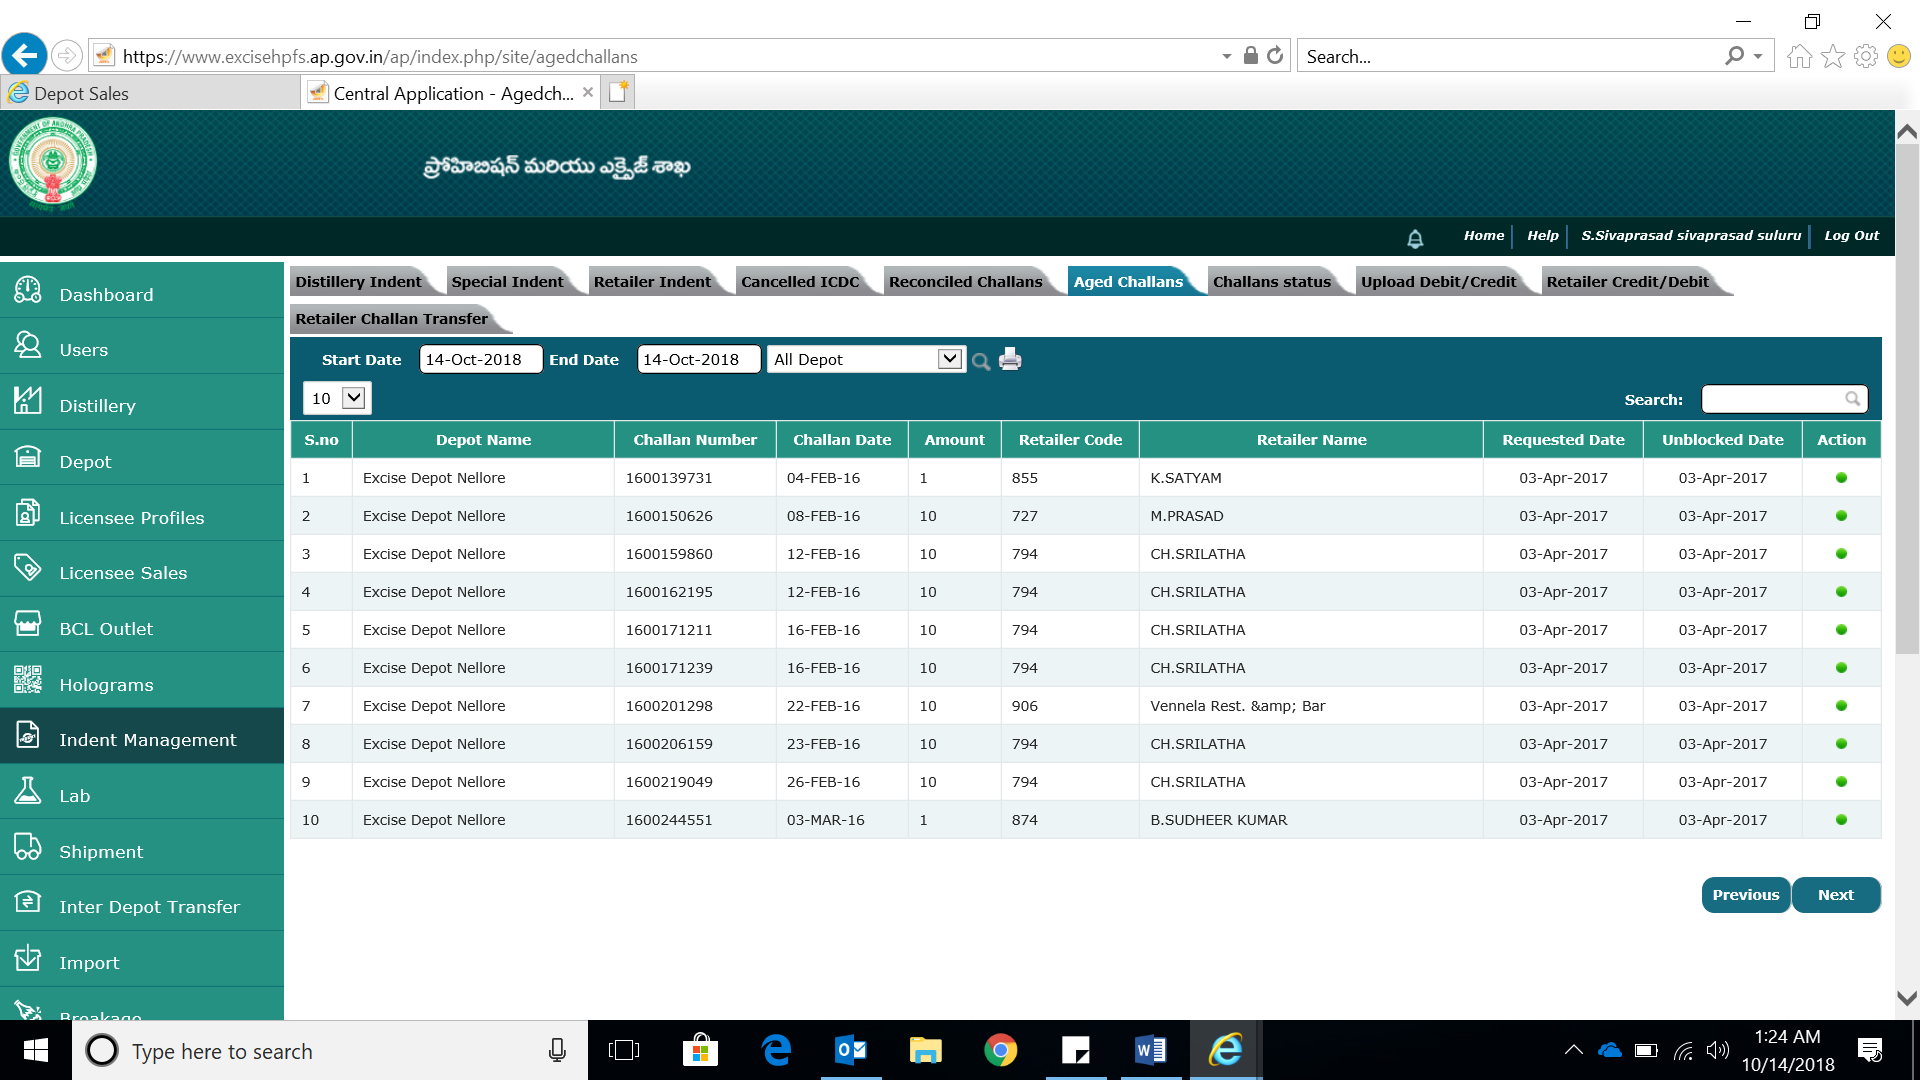 https://www.excisehpfs.ap.gov.in/ap/index.php/site/agedchallans
Search...
Depot Sales
Central Application - Agedch...
ప్రోహిబిషన్ మరియు ఎక్సైజ్ శాఖ
Home Help S.Sivaprasad sivaprasad suluru Log Out
Dashboard
Users
Distillery
Depot
Licensee Profiles
Licensee Sales
BCL Outlet
Holograms
Indent Management
Lab
Shipment
Inter Depot Transfer
Import
Breakage
Distillery Indent Special Indent Retailer Indent Cancelled ICDC Reconciled Challans Aged Challans Challans status Upload Debit/Credit Retailer Credit/Debit
Retailer Challan Transfer
Start Date 14-Oct-2018 End Date 14-Oct-2018 All Depot
10 Search:
S.no Depot Name Challan Number Challan Date Amount Retailer Code Retailer Name Requested Date Unblocked Date Action
1 Excise Depot Nellore 1600139731 04-FEB-16 1 855 K.SATYAM 03-Apr-2017 03-Apr-2017
2 Excise Depot Nellore 1600150626 08-FEB-16 10 727 M.PRASAD 03-Apr-2017 03-Apr-2017
3 Excise Depot Nellore 1600159860 12-FEB-16 10 794 CH.SRILATHA 03-Apr-2017 03-Apr-2017
4 Excise Depot Nellore 1600162195 12-FEB-16 10 794 CH.SRILATHA 03-Apr-2017 03-Apr-2017
5 Excise Depot Nellore 1600171211 16-FEB-16 10 794 CH.SRILATHA 03-Apr-2017 03-Apr-2017
6 Excise Depot Nellore 1600171239 16-FEB-16 10 794 CH.SRILATHA 03-Apr-2017 03-Apr-2017
7 Excise Depot Nellore 1600201298 22-FEB-16 10 906 Vennela Rest. &amp; Bar 03-Apr-2017 03-Apr-2017
8 Excise Depot Nellore 1600206159 23-FEB-16 10 794 CH.SRILATHA 03-Apr-2017 03-Apr-2017
9 Excise Depot Nellore 1600219049 26-FEB-16 10 794 CH.SRILATHA 03-Apr-2017 03-Apr-2017
10 Excise Depot Nellore 1600244551 03-MAR-16 1 874 B.SUDHEER KUMAR 03-Apr-2017 03-Apr-2017
Previous Next
Type here to search
1:24 AM
10/14/2018